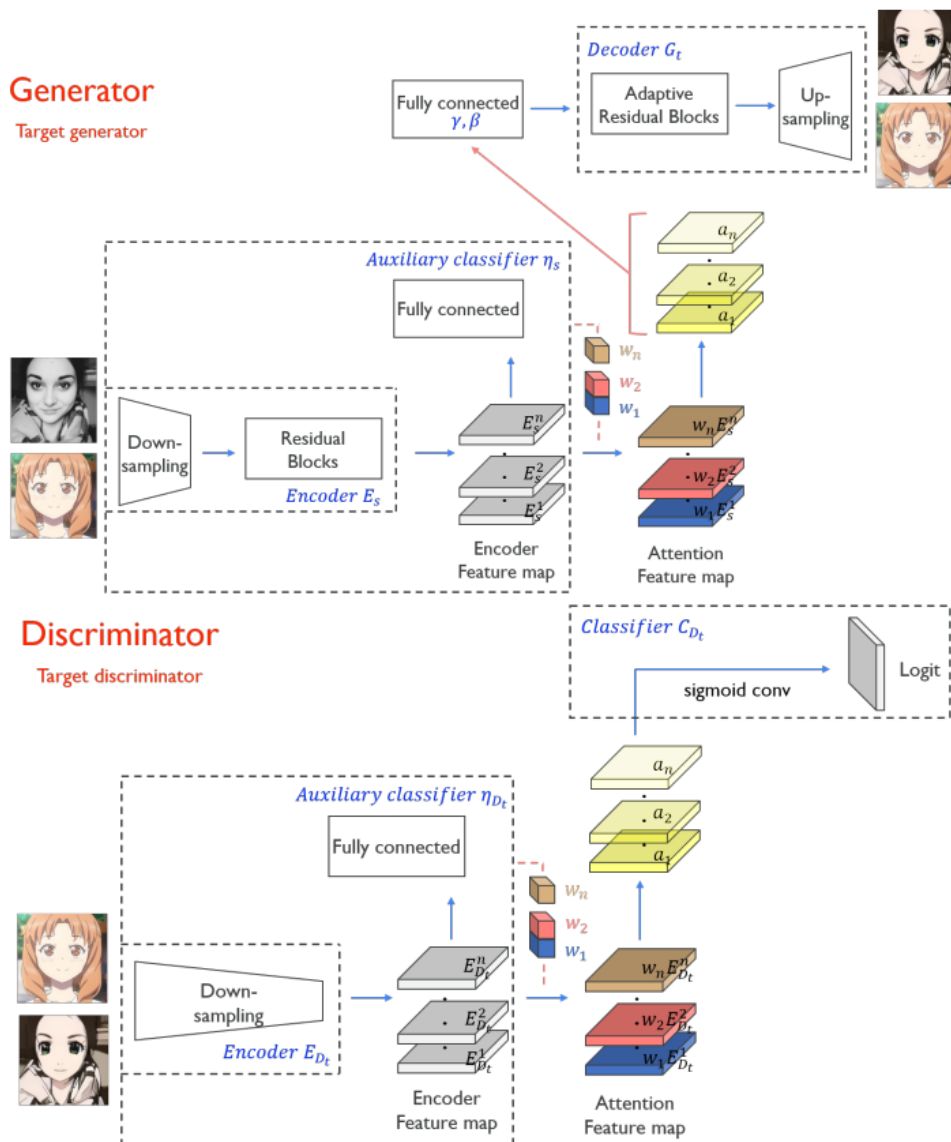 Generator
Target generator
Decoder G_t
Fully connected
γ, β
Adaptive
Residual Blocks
Up-
sampling
a_n
a_2
a_1
Auxiliary classifier η_s
Fully connected
w_n
w_2
w_1
Down-
sampling
Residual
Blocks
Encoder E_s
E_s^n
E_s^2
E_s^1
Encoder
Feature map
w_n E_s^n
w_2 E_s^2
w_1 E_s^1
Attention
Feature map
Discriminator
Target discriminator
Classifier C_{D_t}
sigmoid conv
Logit
a_n
a_2
a_1
Auxiliary classifier η_{D_t}
Fully connected
w_n
w_2
w_1
Down-
sampling
Encoder E_{D_t}
E_{D_t}^n
E_{D_t}^2
E_{D_t}^1
Encoder
Feature map
w_n E_{D_t}^n
w_2 E_{D_t}^2
w_1 E_{D_t}^1
Attention
Feature map